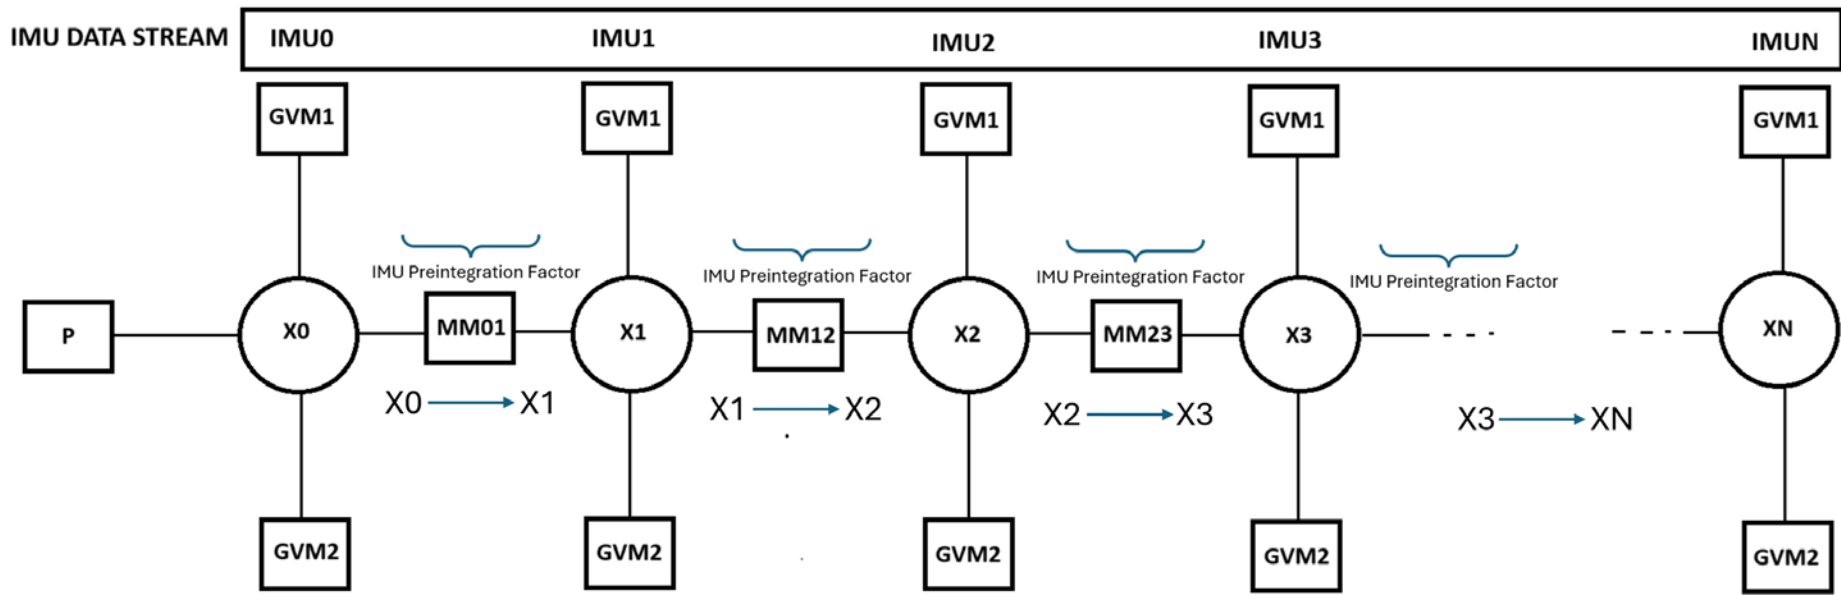 IMU DATA STREAM IMU0 IMU1 IMU2 IMU3 IMUN
GVM1 GVM1 GVM1 GVM1 GVM1
IMU Preintegration Factor IMU Preintegration Factor IMU Preintegration Factor IMU Preintegration Factor
P X0 MM01 X1 MM12 X2 MM23 X3 XN
X0 X1 X1 X2 X2 X3 X3 XN
GVM2 GVM2 GVM2 GVM2 GVM2